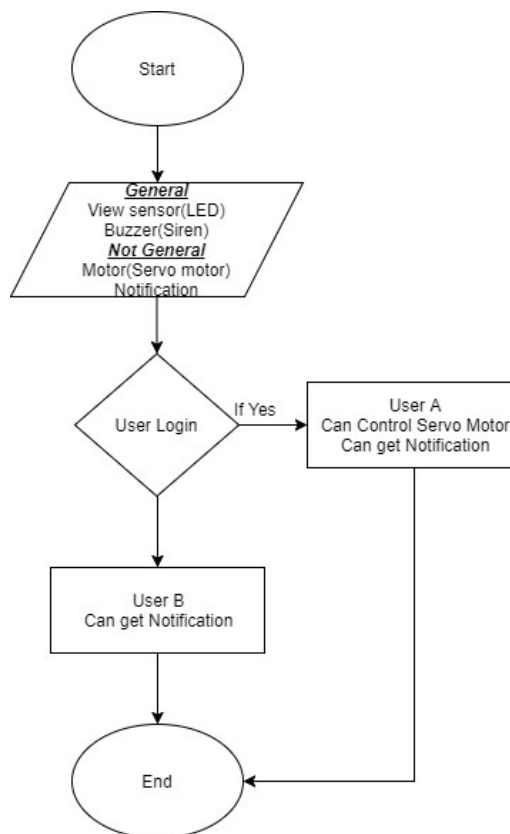 Start
General
View sensor(LED)
Buzzer(Siren)
Not General
Motor(Servo motor)
Notification
User Login
If Yes
User A
Can Control Servo Motor
Can get Notification
User B
Can get Notification
End